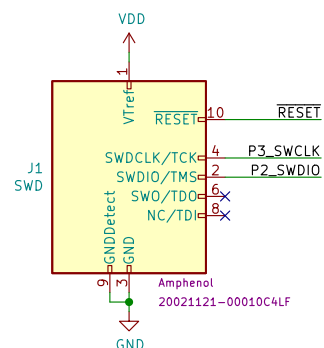 VDD
1
VTref
RESET 10 RESET
J1
SWD
SWDCLK/TCK 4 P3_SWCLK
SWDIO/TMS 2 P2_SWDIO
SWO/TDO 6
NC/TDI 8
GNDDetect
GND
9 3
Amphenol
20021121-00010C4LF
GND